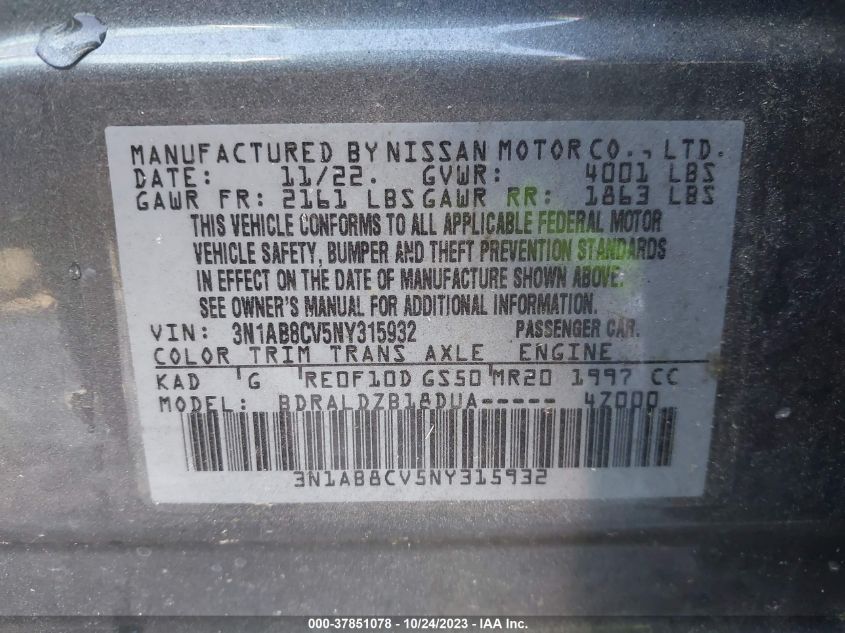 MANUFACTURED BY NISSAN MOTOR CO., LTD.
DATE: 11/22. GVWR: 4001 LBS
GAWR FR: 2161 LBS GAWR RR: 1863 LBS
THIS VEHICLE CONFORMS TO ALL APPLICABLE FEDERAL MOTOR
VEHICLE SAFETY, BUMPER AND THEFT PREVENTION STANDARDS
IN EFFECT ON THE DATE OF MANUFACTURE SHOWN ABOVE.
SEE OWNER'S MANUAL FOR ADDITIONAL INFORMATION.
VIN: 3N1AB8CV5NY315932 PASSENGER CAR.
COLOR TRIM TRANS AXLE ENGINE
KAD G RE0F10D GS50 MR20 1997 CC
MODEL: BDRALDZB18DUA----- 4Z000
3N1AB8CV5NY315932
000-37851078 - 10/24/2023 - IAA Inc.